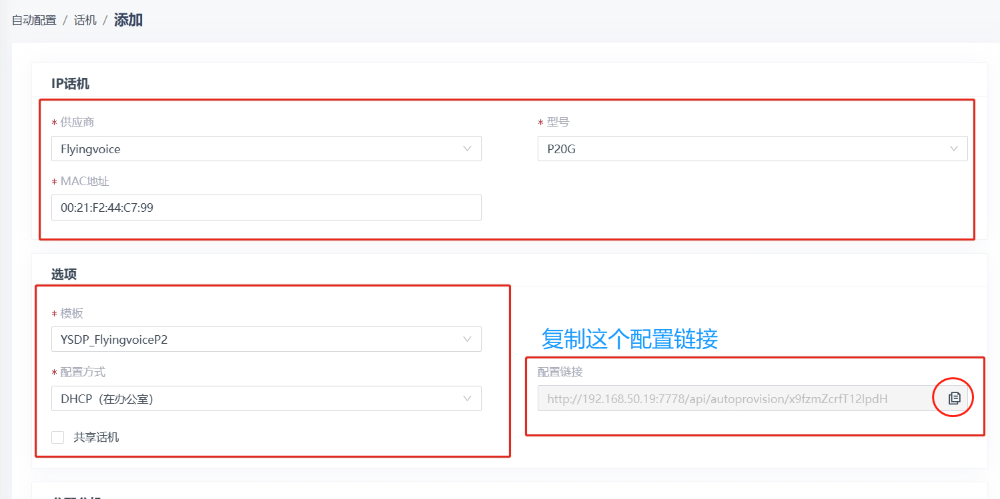 自动配置 / 话机 / 添加
IP话机
* 供应商
* 型号
Flyingvoice
P20G
* MAC地址
00:21:F2:44:C7:99
选项
* 模板
YSDP_FlyingvoiceP2
复制这个配置链接
* 配置方式
配置链接
DHCP（在办公室）
http://192.168.50.19:7778/api/autoprovision/x9fzmZcrfT12lpdH
共享话机